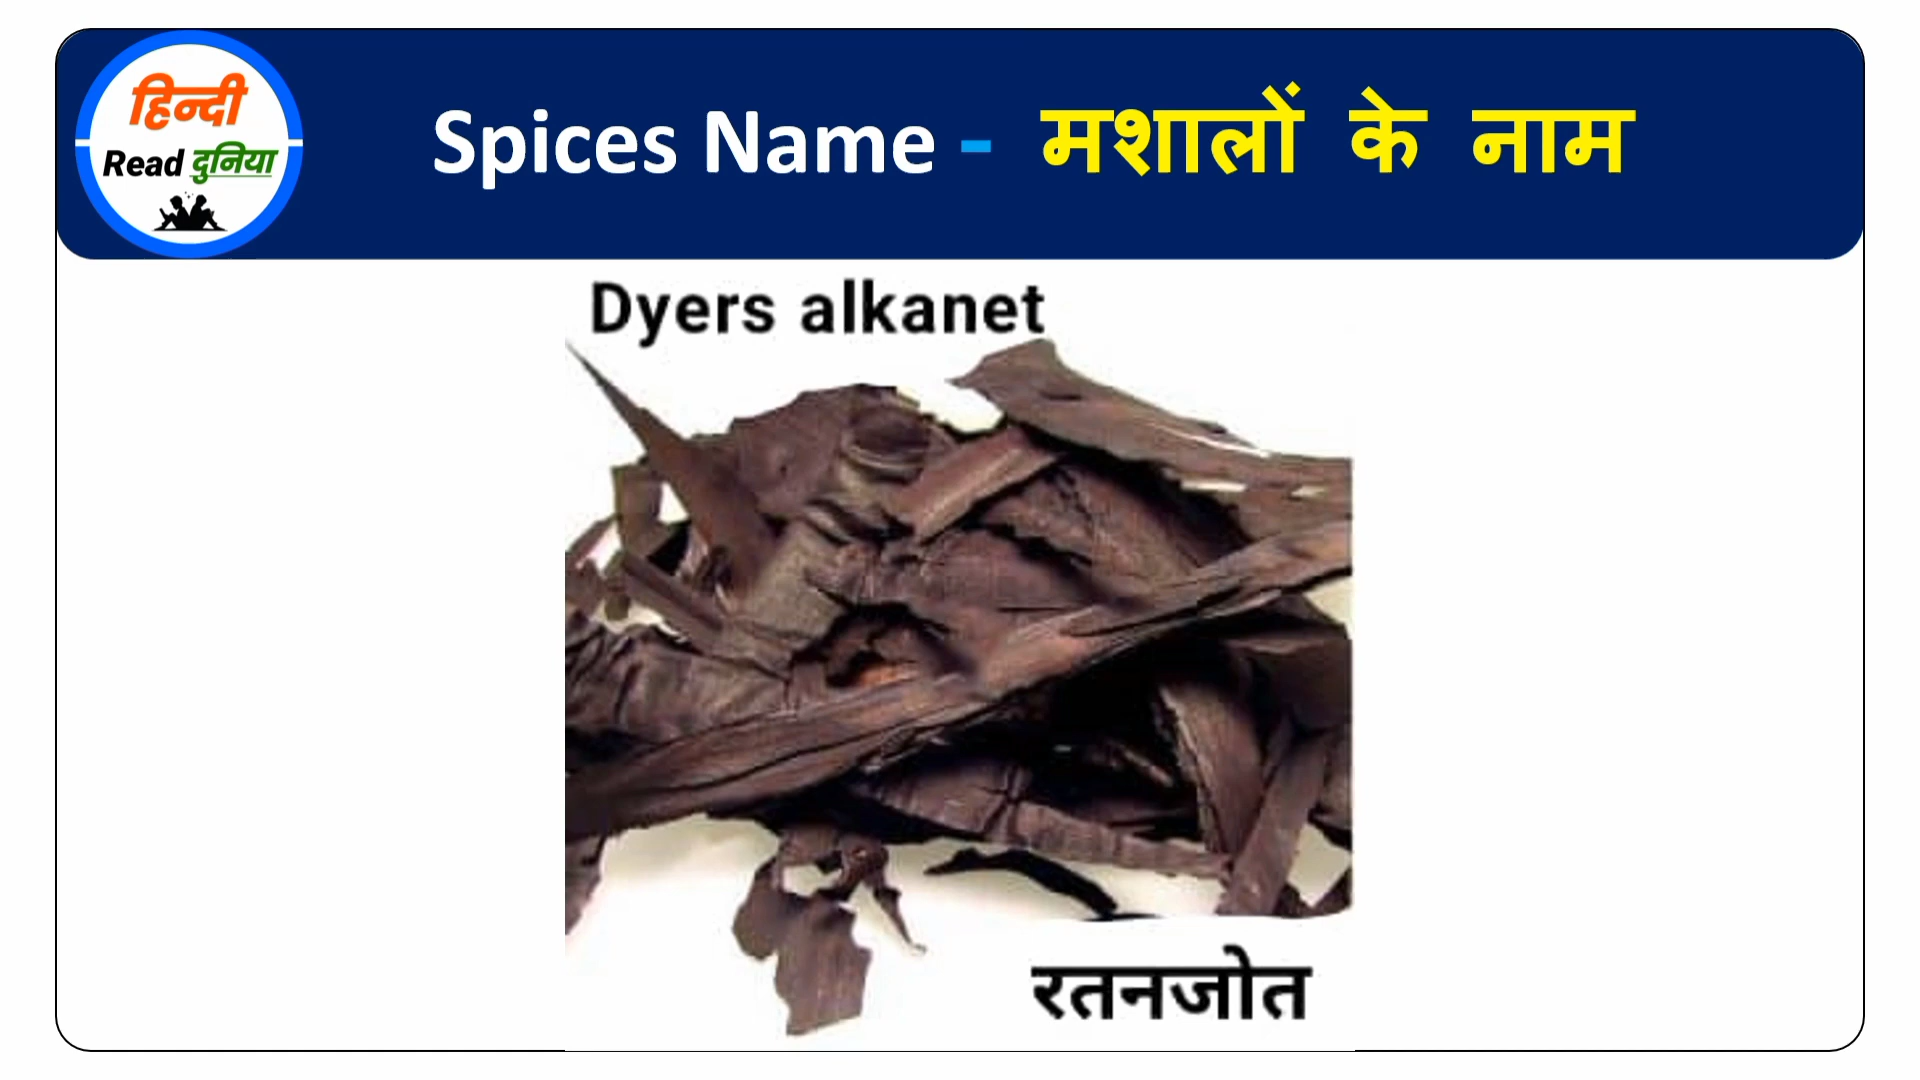 हिन्दी
Read दुनिया
Spices Name - मशालों के नाम
Dyers alkanet
रतनजोत